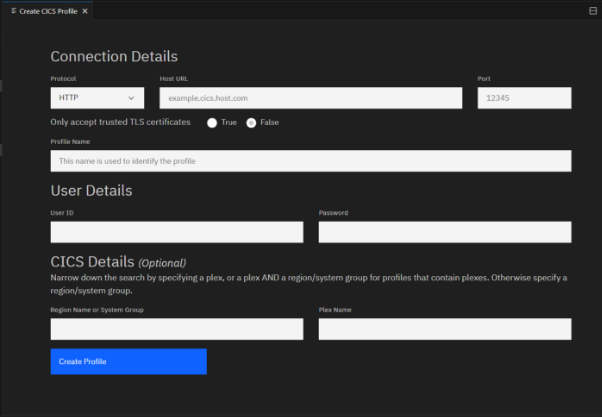 Create CICS Profile
Connection Details
Protocol Host URL Port
HTTP example.cics.host.com 12345
Only accept trusted TLS certificates True False
Profile Name
This name is used to identify the profile
User Details
User ID Password
CICS Details (Optional)
Narrow down the search by specifying a plex, or a plex AND a region/system group for profiles that contain plexes. Otherwise specify a
region/system group.
Region Name or System Group Plex Name
Create Profile